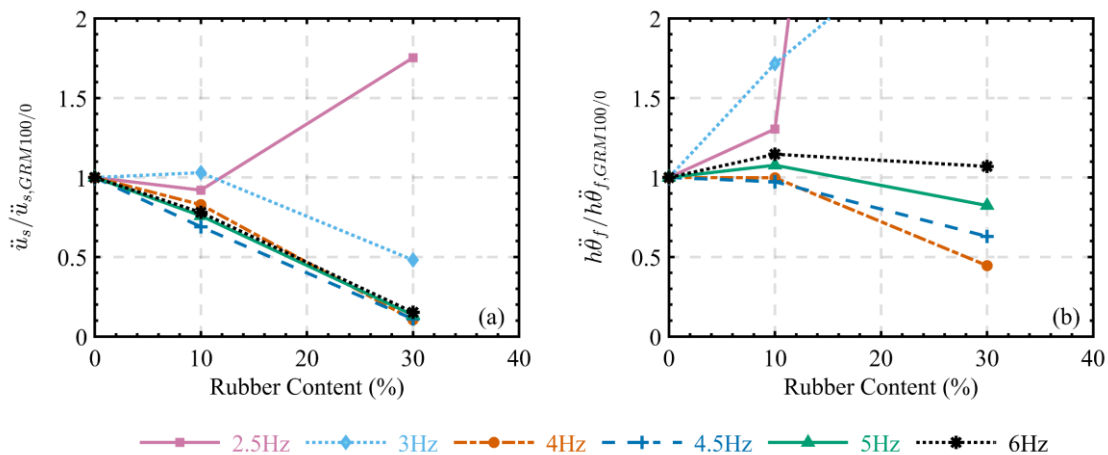 2
1.5
1
0.5
0
ü_s/ü_s,GRM100/0
0 10 20 30 40
Rubber Content (%)
(a)
2
1.5
1
0.5
0
hθ̈_f/hθ̈_f,GRM100/0
0 10 20 30 40
Rubber Content (%)
(b)
2.5Hz 3Hz 4Hz 4.5Hz 5Hz 6Hz